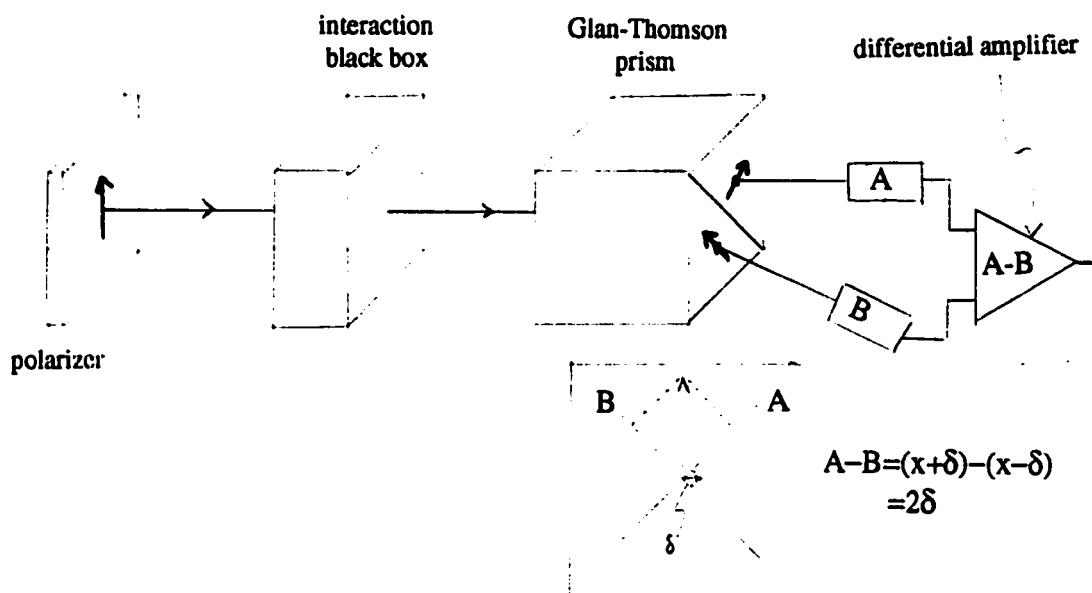 interaction
black box
Glan-Thomson
prism
differential amplifier
A
A-B
B
polarizer
B
A
A–B=(x+δ)–(x–δ)
=2δ
δ